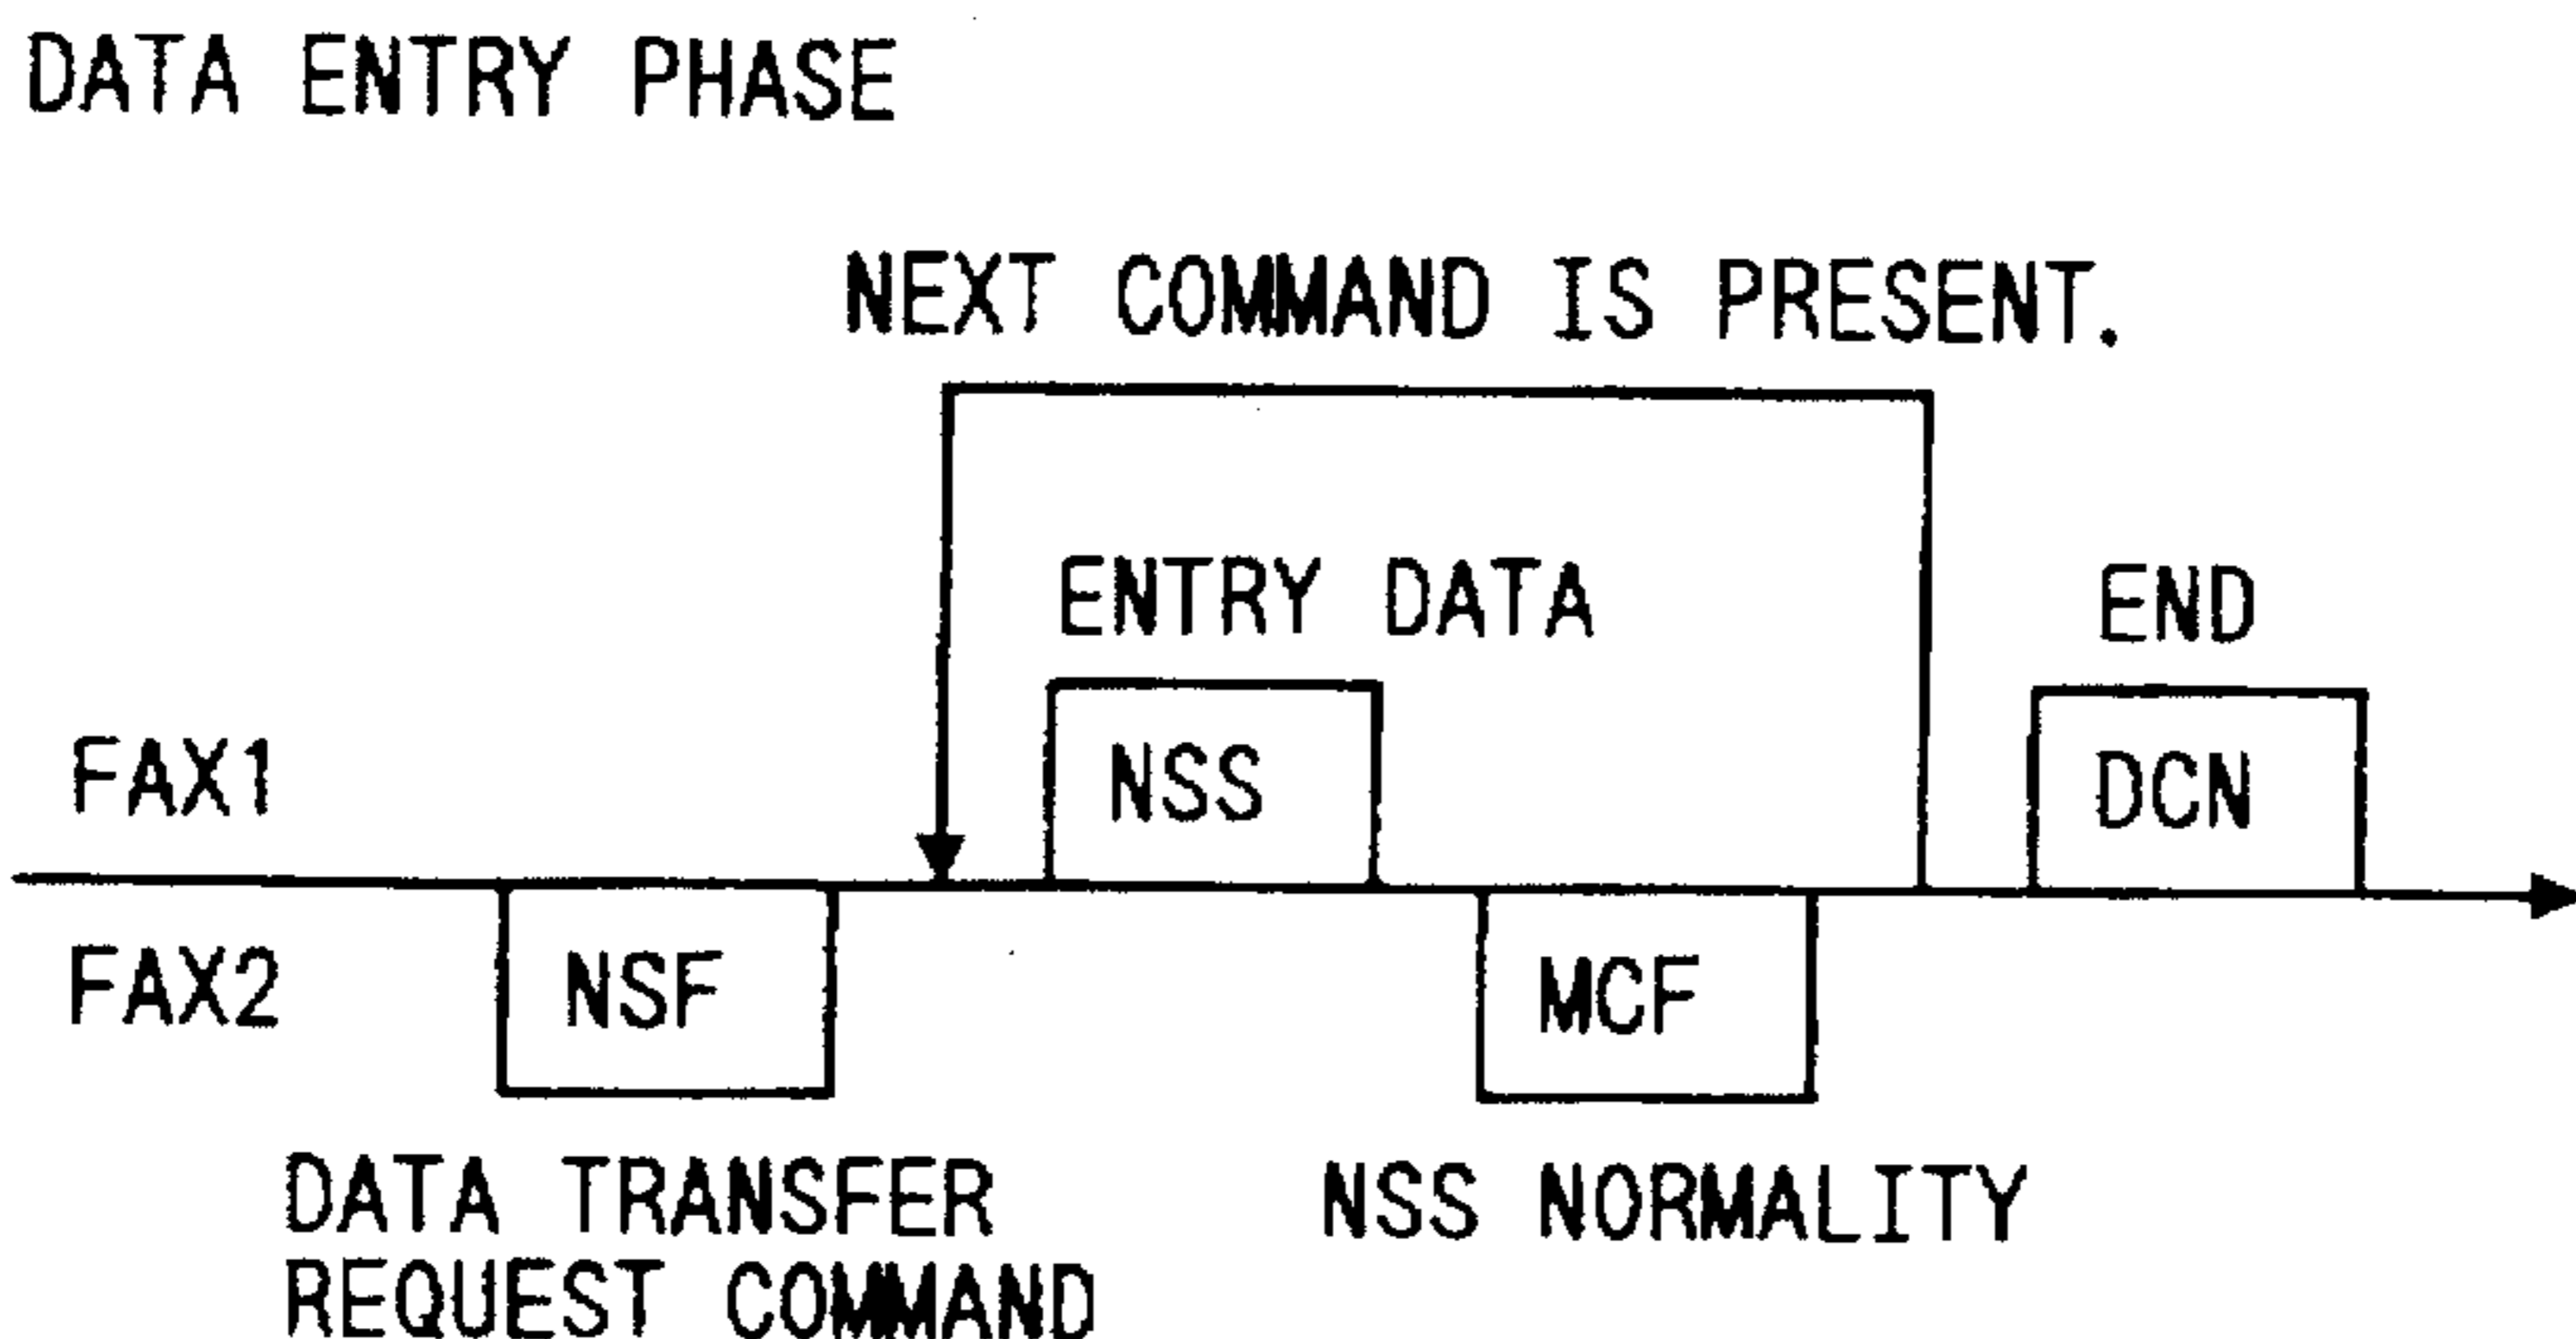 DATA ENTRY PHASE
NEXT COMMAND IS PRESENT.
ENTRY DATA
END
FAX1
NSS
DCN
FAX2
NSF
MCF
DATA TRANSFER
REQUEST COMMAND
NSS NORMALITY